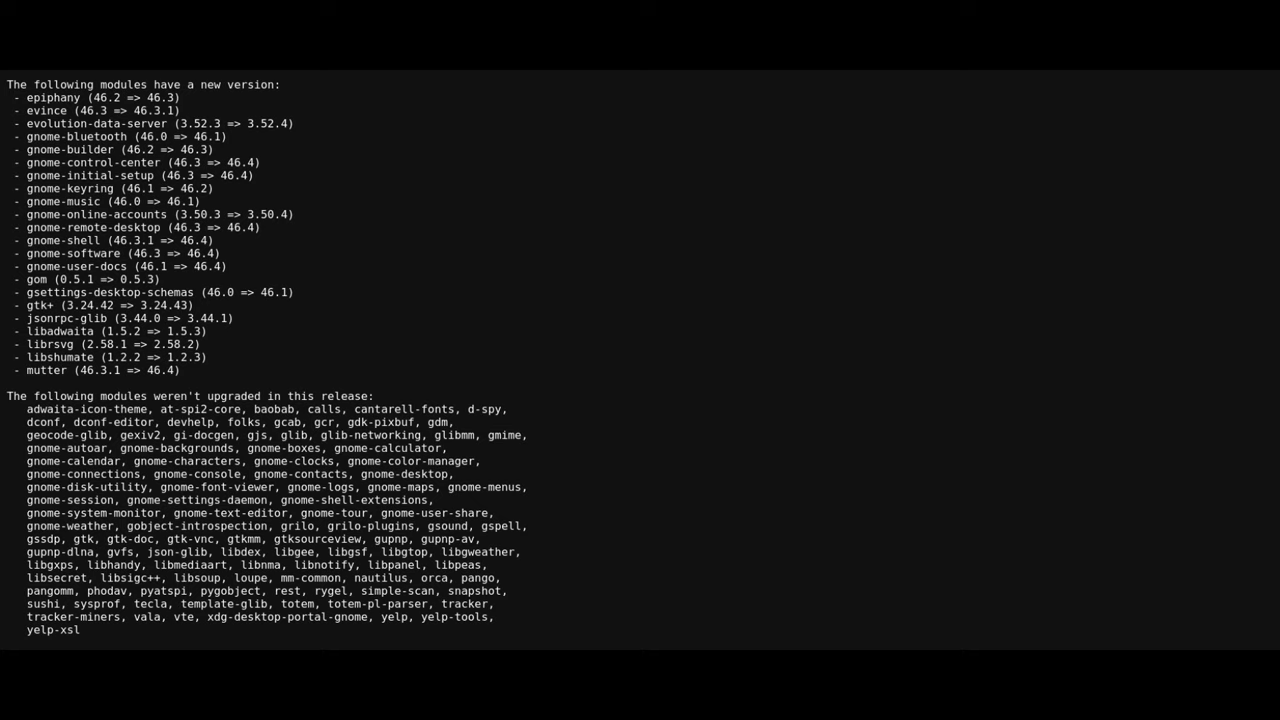 The following modules have a new version:
- epiphany (46.2 => 46.3)
- evince (46.3 => 46.3.1)
- evolution-data-server (3.52.3 => 3.52.4)
- gnome-bluetooth (46.0 => 46.1)
- gnome-builder (46.2 => 46.3)
- gnome-control-center (46.3 => 46.4)
- gnome-initial-setup (46.3 => 46.4)
- gnome-keyring (46.1 => 46.2)
- gnome-music (46.0 => 46.1)
- gnome-online-accounts (3.50.3 => 3.50.4)
- gnome-remote-desktop (46.3 => 46.4)
- gnome-shell (46.3.1 => 46.4)
- gnome-software (46.3 => 46.4)
- gnome-user-docs (46.1 => 46.4)
- gom (0.5.1 => 0.5.3)
- gsettings-desktop-schemas (46.0 => 46.1)
- gtk+ (3.24.42 => 3.24.43)
- jsonrpc-glib (3.44.0 => 3.44.1)
- libadwaita (1.5.2 => 1.5.3)
- librsvg (2.58.1 => 2.58.2)
- libshumate (1.2.2 => 1.2.3)
- mutter (46.3.1 => 46.4)
The following modules weren't upgraded in this release:
adwaita-icon-theme, at-spi2-core, baobab, calls, cantarell-fonts, d-spy,
dconf, dconf-editor, devhelp, folks, gcab, gcr, gdk-pixbuf, gdm,
geocode-glib, gexiv2, gi-docgen, gjs, glib, glib-networking, glibmm, gmime,
gnome-autoar, gnome-backgrounds, gnome-boxes, gnome-calculator,
gnome-calendar, gnome-characters, gnome-clocks, gnome-color-manager,
gnome-connections, gnome-console, gnome-contacts, gnome-desktop,
gnome-disk-utility, gnome-font-viewer, gnome-logs, gnome-maps, gnome-menus,
gnome-session, gnome-settings-daemon, gnome-shell-extensions,
gnome-system-monitor, gnome-text-editor, gnome-tour, gnome-user-share,
gnome-weather, gobject-introspection, grilo, grilo-plugins, gsound, gspell,
gssdp, gtk, gtk-doc, gtk-vnc, gtkmm, gtksourceview, gupnp, gupnp-av,
gupnp-dlna, gvfs, json-glib, libdex, libgee, libgsf, libgtop, libgweather,
libgxps, libhandy, libmediaart, libnma, libnotify, libpanel, libpeas,
libsecret, libsigc++, libsoup, loupe, mm-common, nautilus, orca, pango,
pangomm, phodav, pyatspi, pygobject, rest, rygel, simple-scan, snapshot,
sushi, sysprof, tecla, template-glib, totem, totem-pl-parser, tracker,
tracker-miners, vala, vte, xdg-desktop-portal-gnome, yelp, yelp-tools,
yelp-xsl